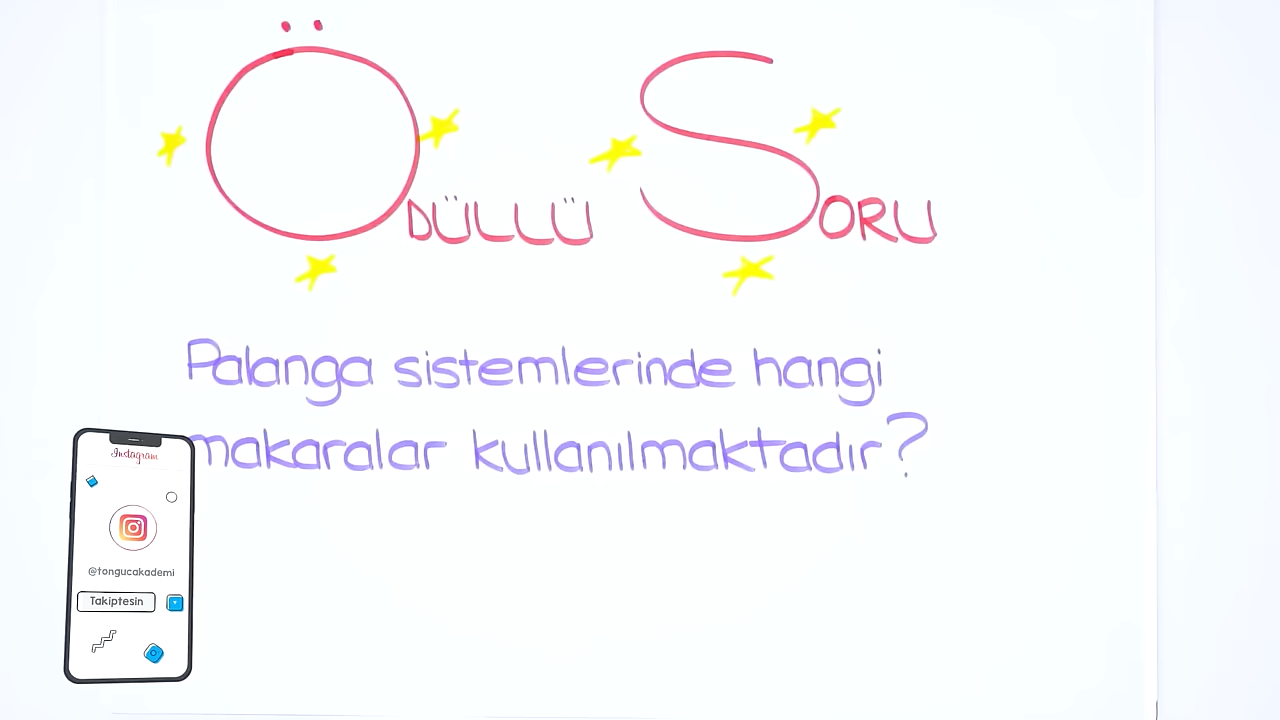 ÖDÜLLÜ SORU
Palanga sistemlerinde hangi
makaralar kullanılmaktadır?
Instagram
@tongucakademi
Takiptesin